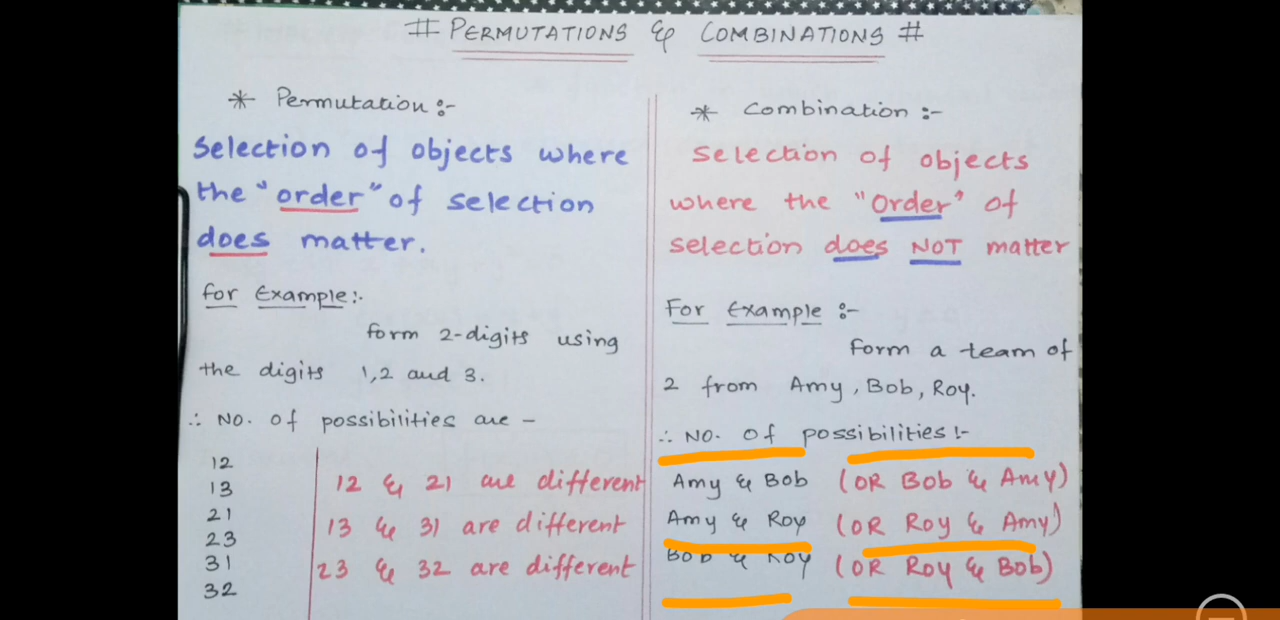 # PERMUTATIONS & COMBINATIONS #
* Permutation :-
Selection of objects where
the "order" of selection
does matter.
for Example :-
form 2-digits using
the digits 1,2 and 3.
∴ NO. of possibilities are -
12
13
21
23
31
32
12 & 21 are different
13 & 31 are different
23 & 32 are different
* Combination :-
Selection of objects
where the "Order" of
selection does NOT matter
For Example :-
form a team of
2 from Amy, Bob, Roy.
∴ NO. of possibilities :-
Amy & Bob (OR Bob & Amy)
Amy & Roy (OR Roy & Amy)
Bob & Roy (OR Roy & Bob)